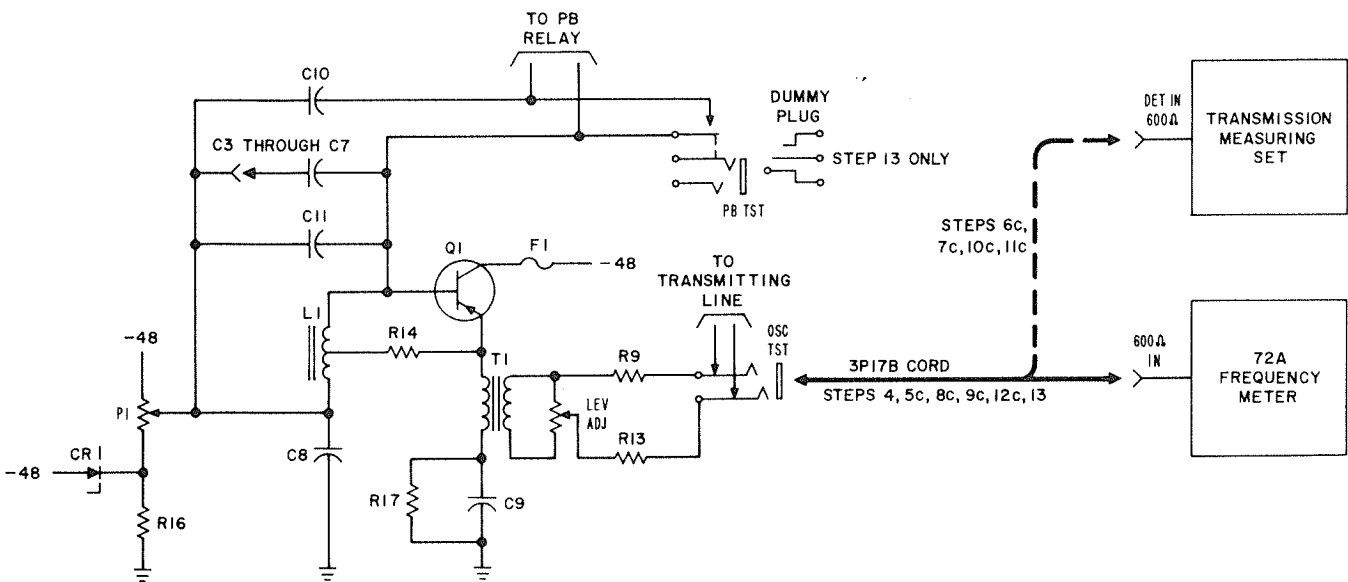 TO PB
RELAY
C10
DUMMY
PLUG
C3 THROUGH C7
STEP 13 ONLY
PB TST
C11
Q1
F1
-48
TO
TRANSMITTING
LINE
OSC
TST
L1
R14
T1
R9
-48
P1
LEV
ADJ
R13
CR1
-48
C8
R17
C9
R16
3P17B CORD
STEPS 4, 5c, 8c, 9c, 12c, 13
STEPS 6c,
7c, 10c, 11c
DET IN
600Ω
TRANSMISSION
MEASURING
SET
600Ω
IN
72A
FREQUENCY
METER